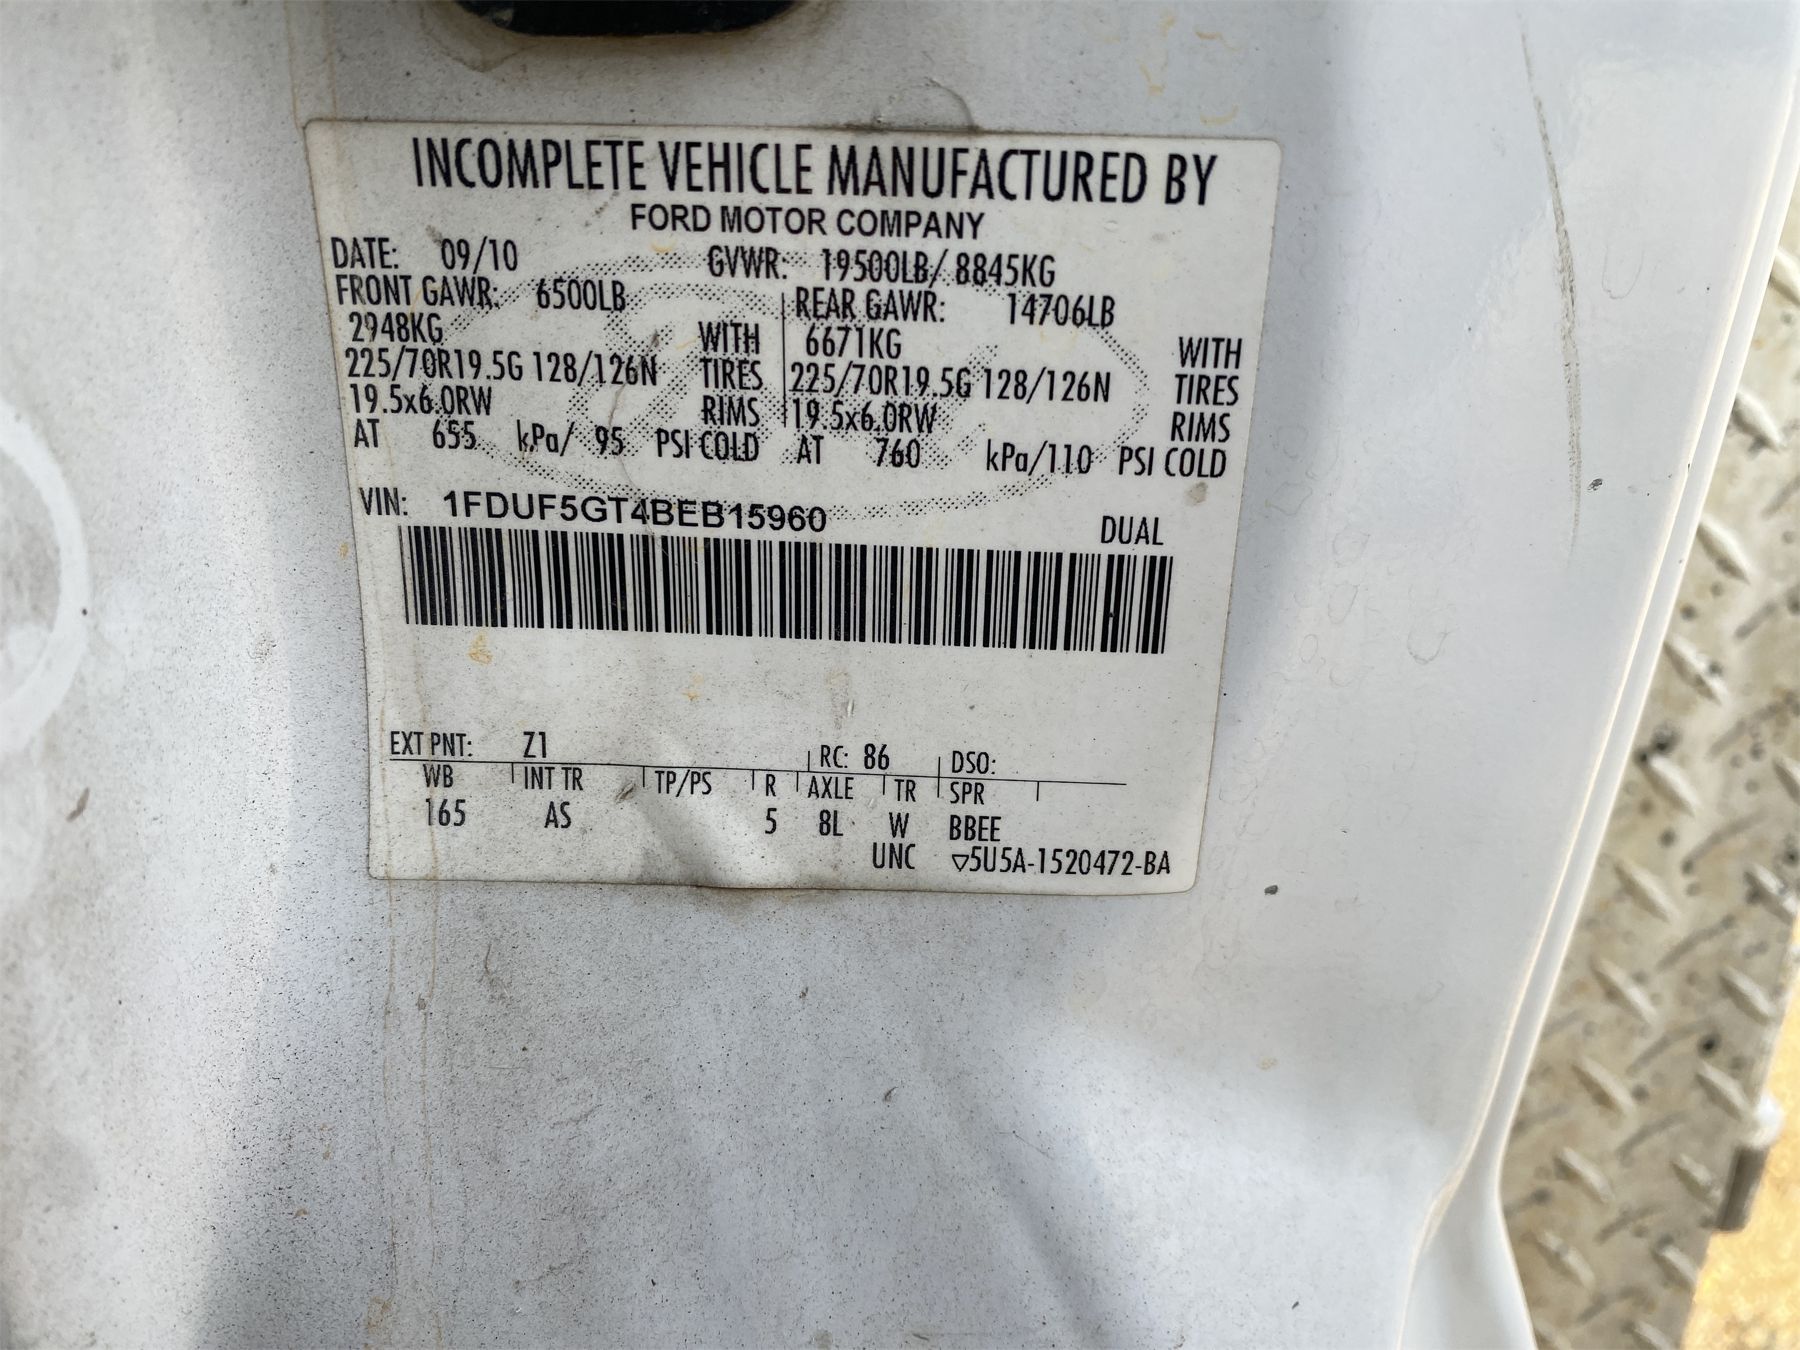 INCOMPLETE VEHICLE MANUFACTURED BY
FORD MOTOR COMPANY
DATE: 09/10 GVWR: 19500LB/ 8845KG
FRONT GAWR: 6500LB REAR GAWR: 14706LB
2948KG WITH 6671KG WITH
225/70R19.5G 128/126N TIRES 225/70R19.5G 128/126N TIRES
19.5x6.0RW RIMS 19.5x6.0RW RIMS
AT 655 kPa/ 95 PSI COLD AT 760 kPa/110 PSI COLD
VIN: 1FDUF5GT4BEB15960
DUAL
EXT PNT: Z1 RC: 86 DSO:
WB INT TR TP/PS R AXLE TR SPR
165 AS 5 8L W BBEE
UNC ▽5U5A-1520472-BA